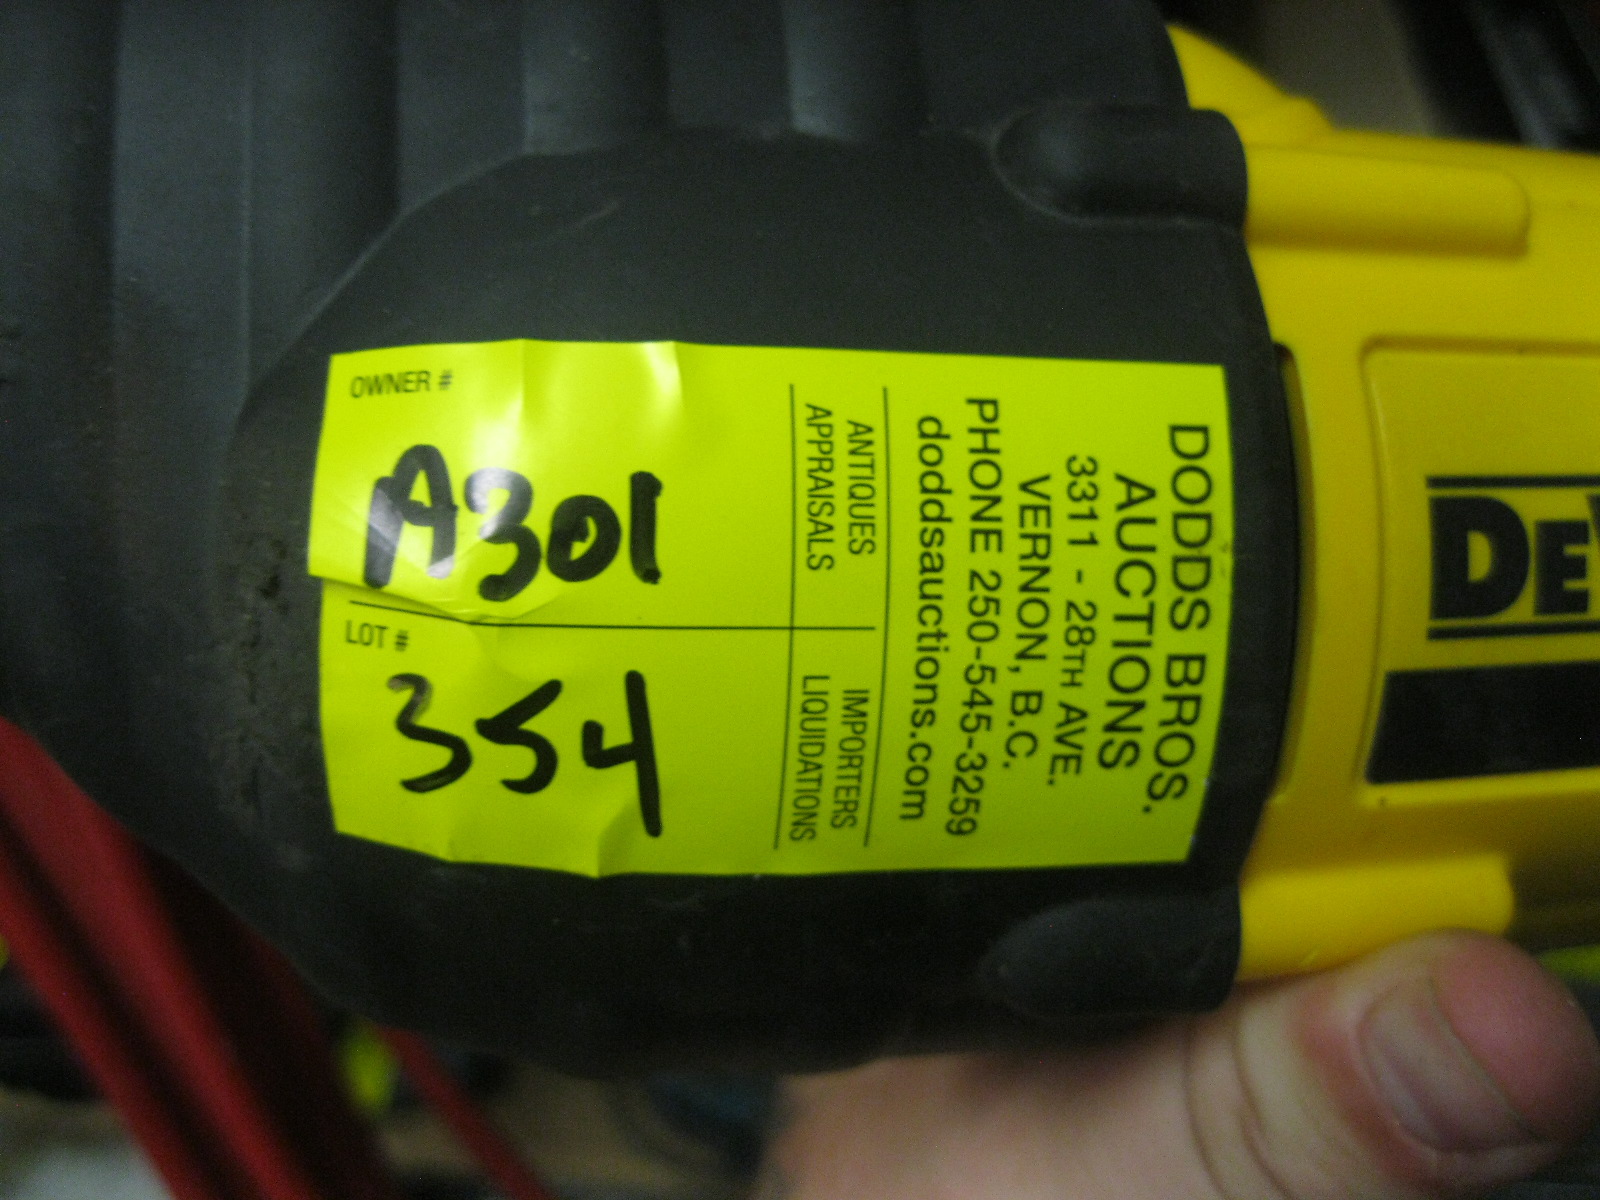 DODDS BROS.
AUCTIONS
3311 - 28TH AVE.
VERNON, B.C.
PHONE 250-545-3259
doddsauctions.com
ANTIQUES
APPRAISALS
IMPORTERS
LIQUIDATIONS
OWNER #
A301
LOT #
354